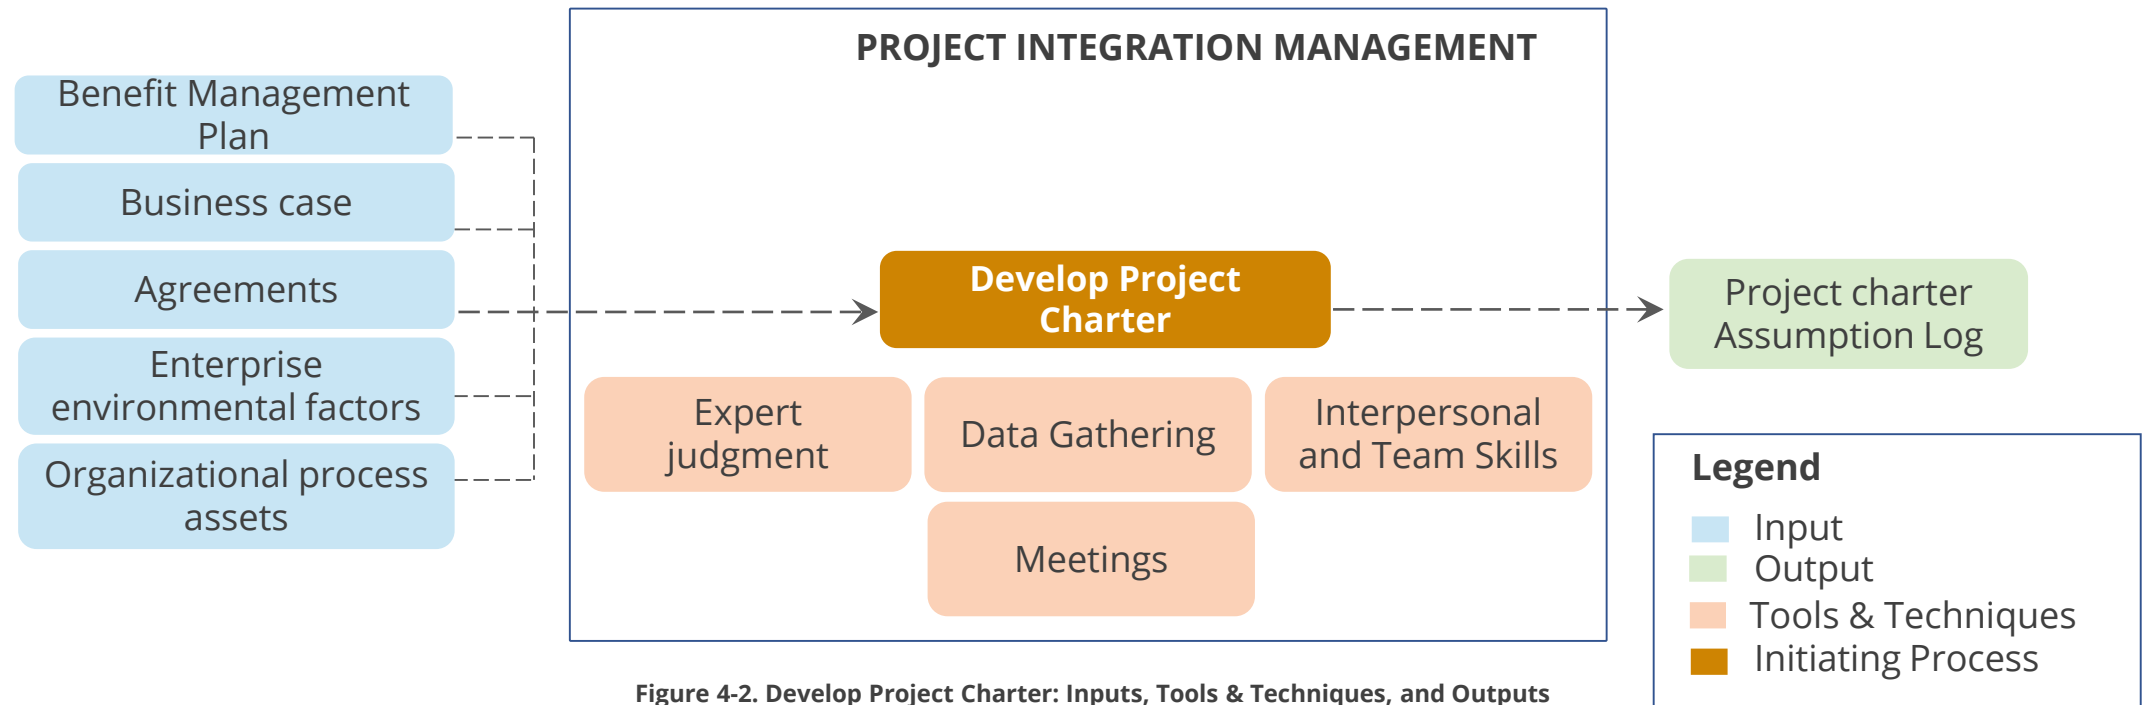 PROJECT INTEGRATION MANAGEMENT
Benefit Management
Plan
Business case
Agreements
Enterprise
environmental factors
Organizational process
assets
Develop Project
Charter
Expert
judgment
Data Gathering
Interpersonal
and Team Skills
Meetings
Project charter
Assumption Log
Legend
Input
Output
Tools & Techniques
Initiating Process
Figure 4-2. Develop Project Charter: Inputs, Tools & Techniques, and Outputs